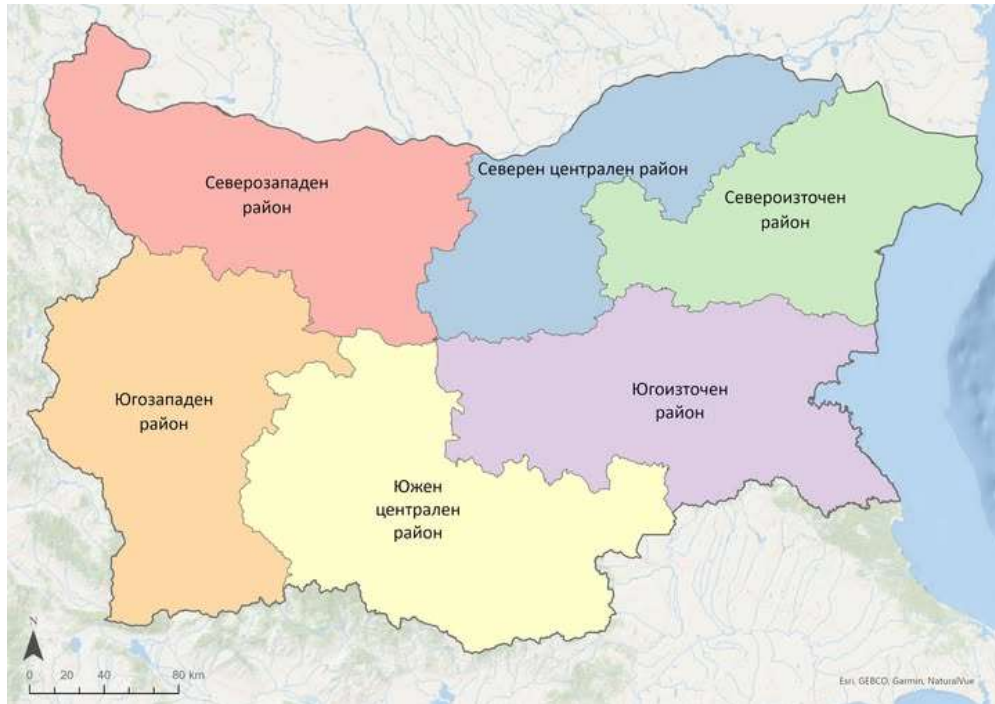 Северозападен
район
Северен централен район
Североизточен
район
Югозападен
район
Югоизточен
район
Южен
централен
район
N
0 20 40 80 km
Esri, GEBCO, Garmin, NaturalVue